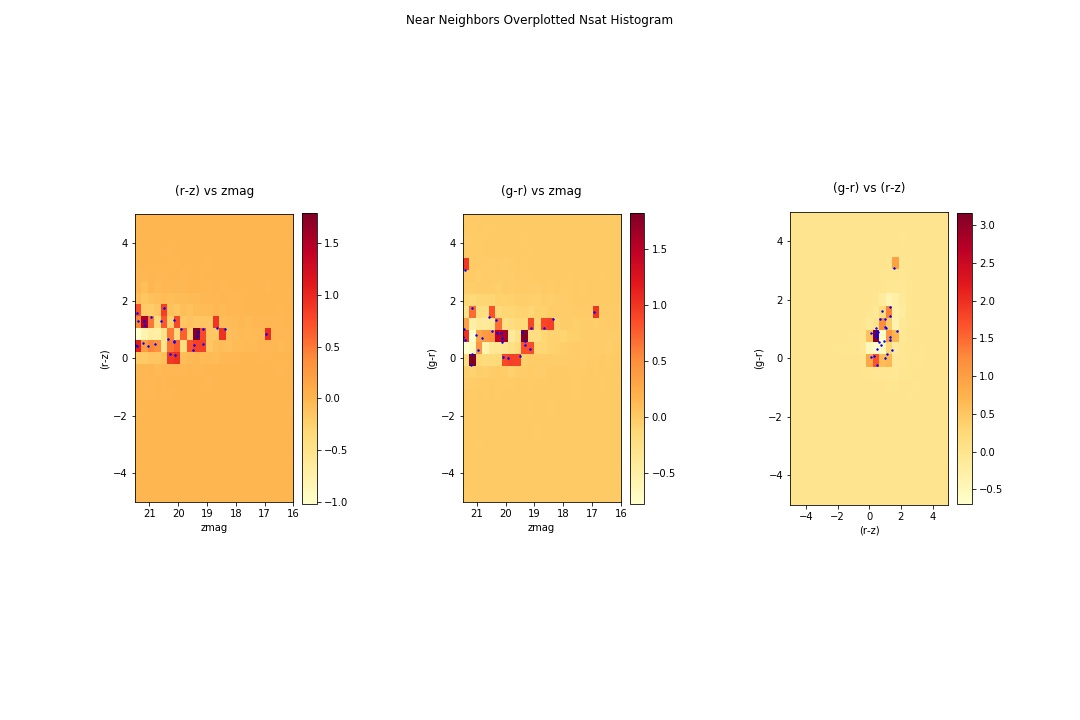 Near Neighbors Overplotted Nsat Histogram
(r-z) vs zmag
4
2
0
−2
−4
(r-z)
21 20 19 18 17 16
zmag
1.5
1.0
0.5
0.0
−0.5
−1.0
(g-r) vs zmag
4
2
0
−2
−4
(g-r)
21 20 19 18 17 16
zmag
1.5
1.0
0.5
0.0
−0.5
(g-r) vs (r-z)
4
2
0
−2
−4
(g-r)
−4 −2 0 2 4
(r-z)
3.0
2.5
2.0
1.5
1.0
0.5
0.0
−0.5